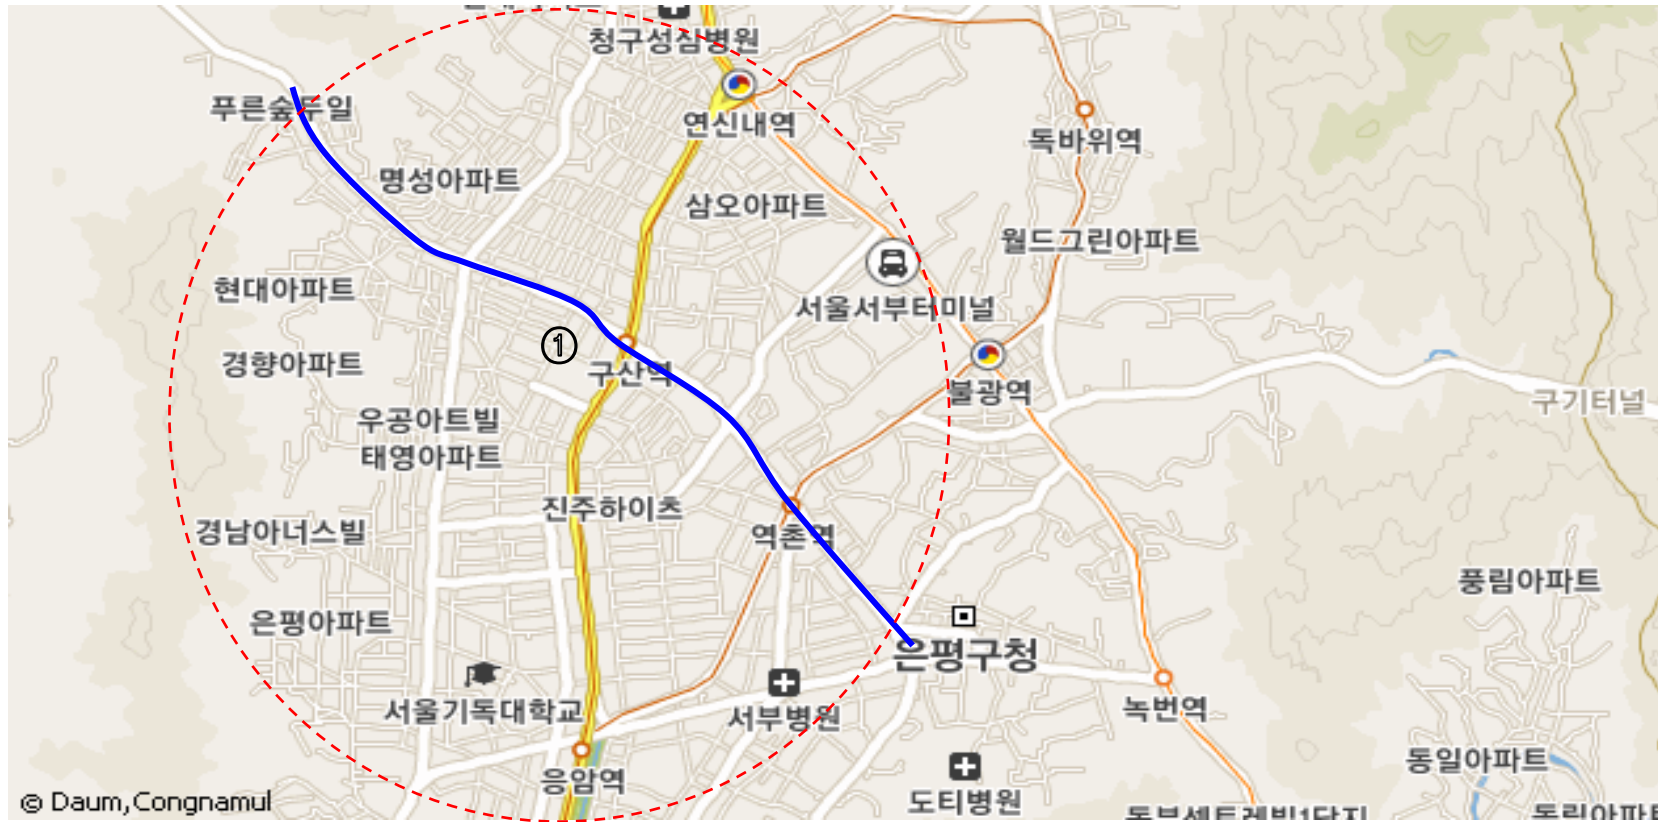 청구성심병원
연신내역
푸른숲두일
독바위역
명성아파트
삼오아파트
월드그린아파트
현대아파트
서울서부터미널
①
경향아파트
구산역
불광역
구기터널
우공아트빌
태영아파트
진주하이츠
경남아너스빌
역촌역
풍림아파트
은평아파트
은평구청
서울기독대학교
서부병원
녹번역
동일아파트
응암역
도티병원
© Daum,Congnamul